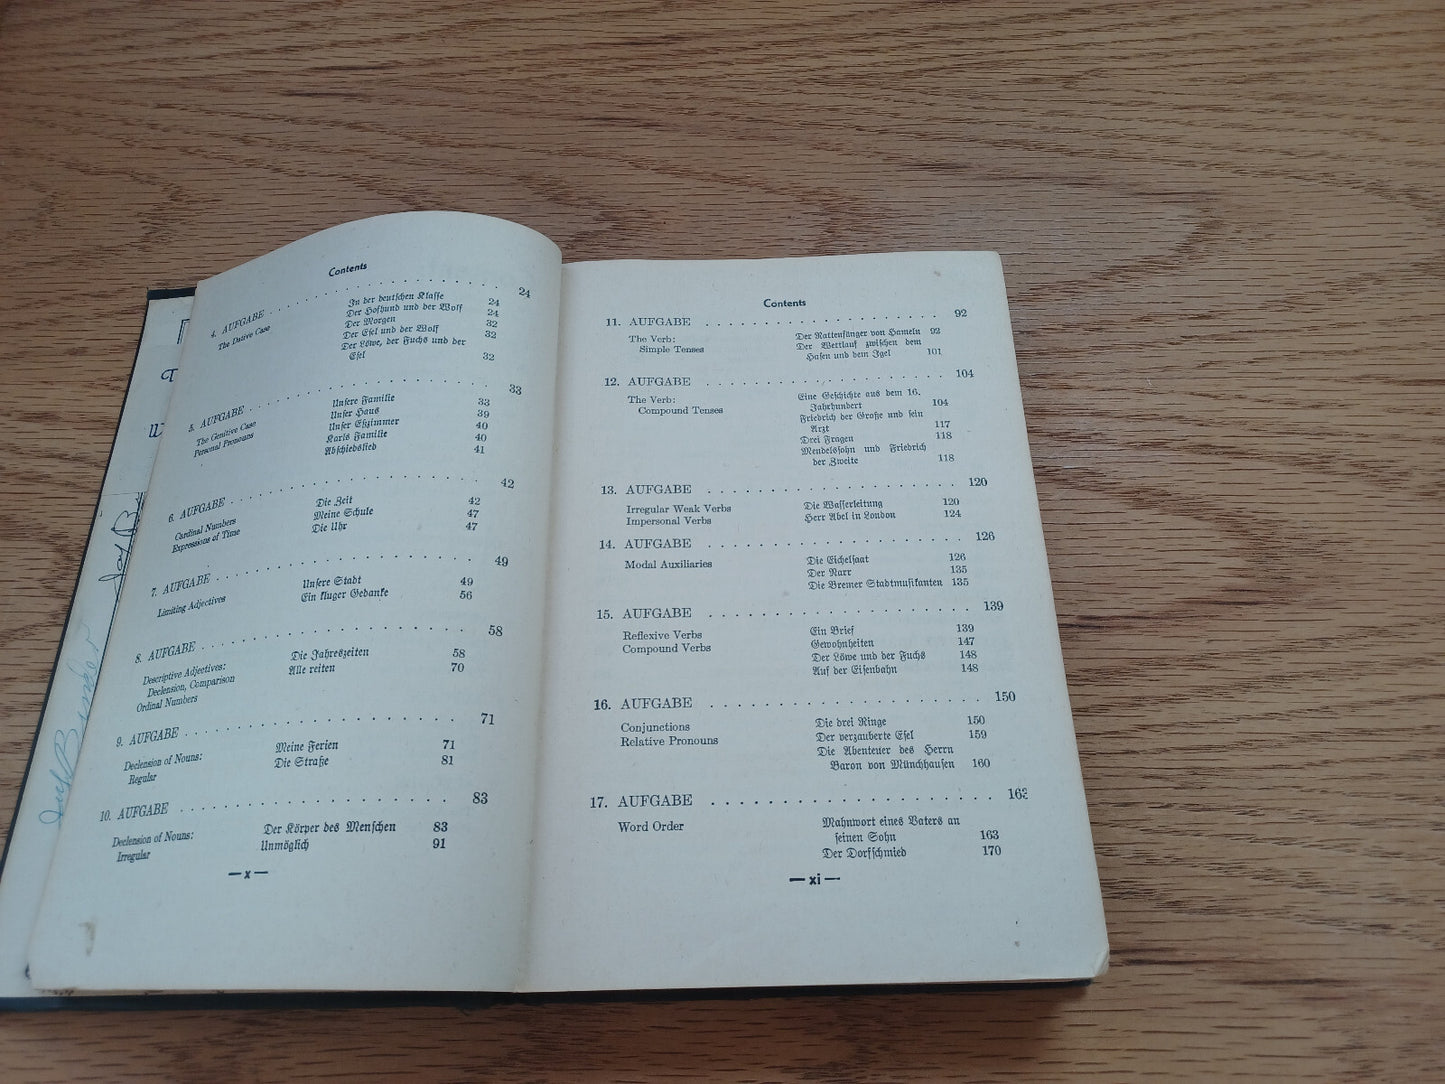 Contents
4. AUFGABE . . . . . . . . . . . . . . . . . . 24
The Dative Case
In der deutschen Klasse 24
Der Hofhund und der Wolf 24
Der Morgen 32
Der Esel und der Wolf 32
Der Löwe, der Fuchs und der
Esel 32
5. AUFGABE . . . . . . . . . . . . . . . . . . 33
The Genitive Case
Personal Pronouns
Unsere Familie 33
Unser Haus 39
Unser Eßzimmer 40
Karls Familie 40
Abschiedslied 41
6. AUFGABE . . . . . . . . . . . . . . . . . . 42
Cardinal Numbers
Expressions of Time
Die Zeit 42
Meine Schule 47
Die Uhr 47
7. AUFGABE . . . . . . . . . . . . . . . . . . 49
Limiting Adjectives
Unsere Stadt 49
Ein kluger Gedanke 56
8. AUFGABE . . . . . . . . . . . . . . . . . . 58
Descriptive Adjectives:
Declension, Comparison
Ordinal Numbers
Die Jahreszeiten 58
Alle reiten 70
9. AUFGABE . . . . . . . . . . . . . . . . . . 71
Declension of Nouns:
Regular
Meine Ferien 71
Die Straße 81
10. AUFGABE . . . . . . . . . . . . . . . . . . 83
Declension of Nouns:
Irregular
Der Körper des Menschen 83
Unmöglich 91
— x —
Contents
11. AUFGABE . . . . . . . . . . . . . . . . . . 92
The Verb:
Simple Tenses
Der Rattenfänger von Hameln 92
Der Wettlauf zwischen dem
Hasen und dem Igel 101
12. AUFGABE . . . . . . . . . . . . . . . . . . 104
The Verb:
Compound Tenses
Eine Geschichte aus dem 16.
Jahrhundert 104
Friedrich der Große und sein
Arzt 117
Drei Fragen 118
Mendelssohn und Friedrich
der Zweite 118
13. AUFGABE . . . . . . . . . . . . . . . . . . 120
Irregular Weak Verbs
Impersonal Verbs
Die Wasserleitung 120
Herr Abel in London 124
14. AUFGABE . . . . . . . . . . . . . . . . . . 126
Modal Auxiliaries
Die Eichelsaat 126
Der Narr 135
Die Bremer Stadtmusikanten 135
15. AUFGABE . . . . . . . . . . . . . . . . . . 139
Reflexive Verbs
Compound Verbs
Ein Brief 139
Gewohnheiten 147
Der Löwe und der Fuchs 148
Auf der Eisenbahn 148
16. AUFGABE . . . . . . . . . . . . . . . . . . 150
Conjunctions
Relative Pronouns
Die drei Ringe 150
Der verzauberte Esel 159
Die Abenteuer des Herrn
Baron von Münchhausen 160
17. AUFGABE . . . . . . . . . . . . . . . . . . 163
Word Order
Mahnwort eines Vaters an
seinen Sohn 163
Der Dorfschmied 170
— xi —